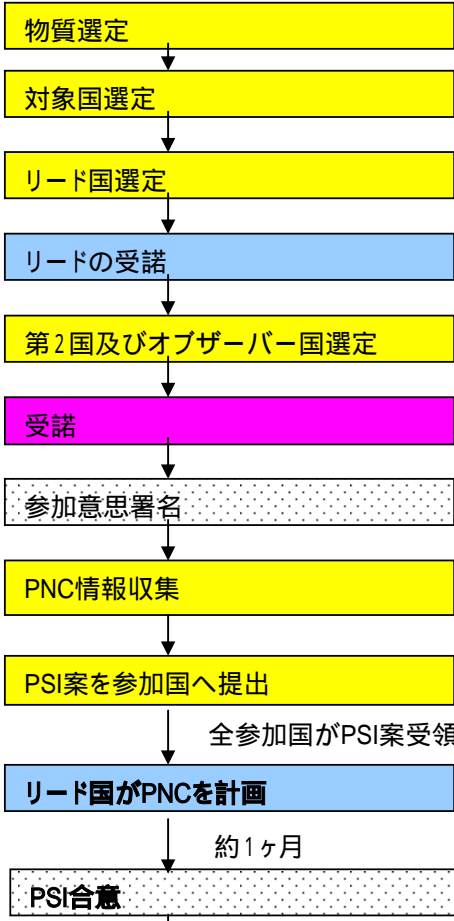 物質選定
対象国選定
リード国選定
リードの受諾
第2国及びオブザーバー国選定
受諾
参加意思署名
PNC情報収集
PSI案を参加国へ提出
全参加国がPSI案受領
リード国がPNCを計画
約1ヶ月
PSI合意